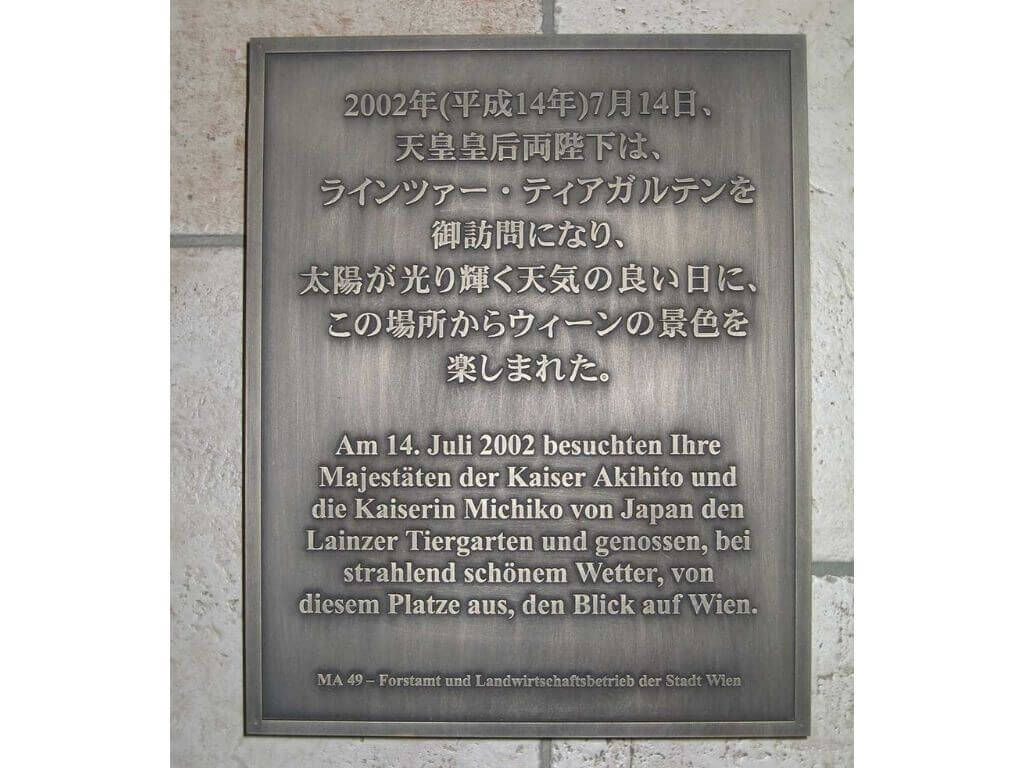 2002年(平成14年)7月14日、
天皇皇后両陛下は、
ラインツァー・ティアガルテンを
御訪問になり、
太陽が光り輝く天気の良い日に、
この場所からウィーンの景色を
楽しまれた。
Am 14. Juli 2002 besuchten Ihre
Majestäten der Kaiser Akihito und
die Kaiserin Michiko von Japan den
Lainzer Tiergarten und genossen, bei
strahlend schönem Wetter, von
diesem Platze aus, den Blick auf Wien.
MA 49 – Forstamt und Landwirtschaftsbetrieb der Stadt Wien